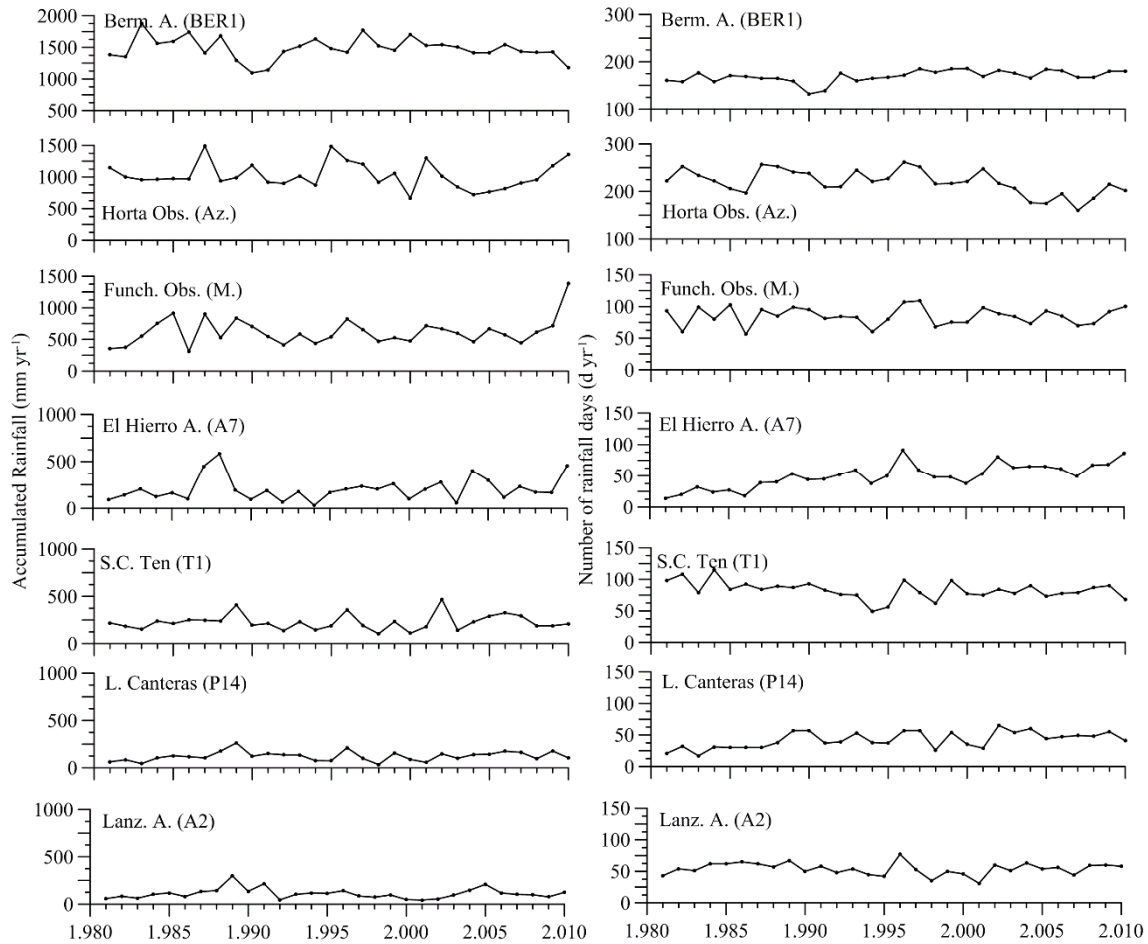 Accumulated Rainfall (mm yr⁻¹)
2000
1500
1000
500
Berm. A. (BER1)
1500
1000
500
0
Horta Obs. (Az.)
1500
1000
500
0
Funch. Obs. (M.)
1000
500
0
El Hierro A. (A7)
1000
500
0
S.C. Ten (T1)
1000
500
0
L. Canteras (P14)
1000
500
0
Lanz. A. (A2)
1.980 1.985 1.990 1.995 2.000 2.005 2.010
Number of rainfall days (d yr⁻¹)
300
200
100
Berm. A. (BER1)
300
200
100
Horta Obs. (Az.)
150
100
50
0
Funch. Obs. (M.)
150
100
50
0
El Hierro A. (A7)
150
100
50
0
S.C. Ten (T1)
150
100
50
0
L. Canteras (P14)
150
100
50
0
Lanz. A. (A2)
1.980 1.985 1.990 1.995 2.000 2.005 2.010